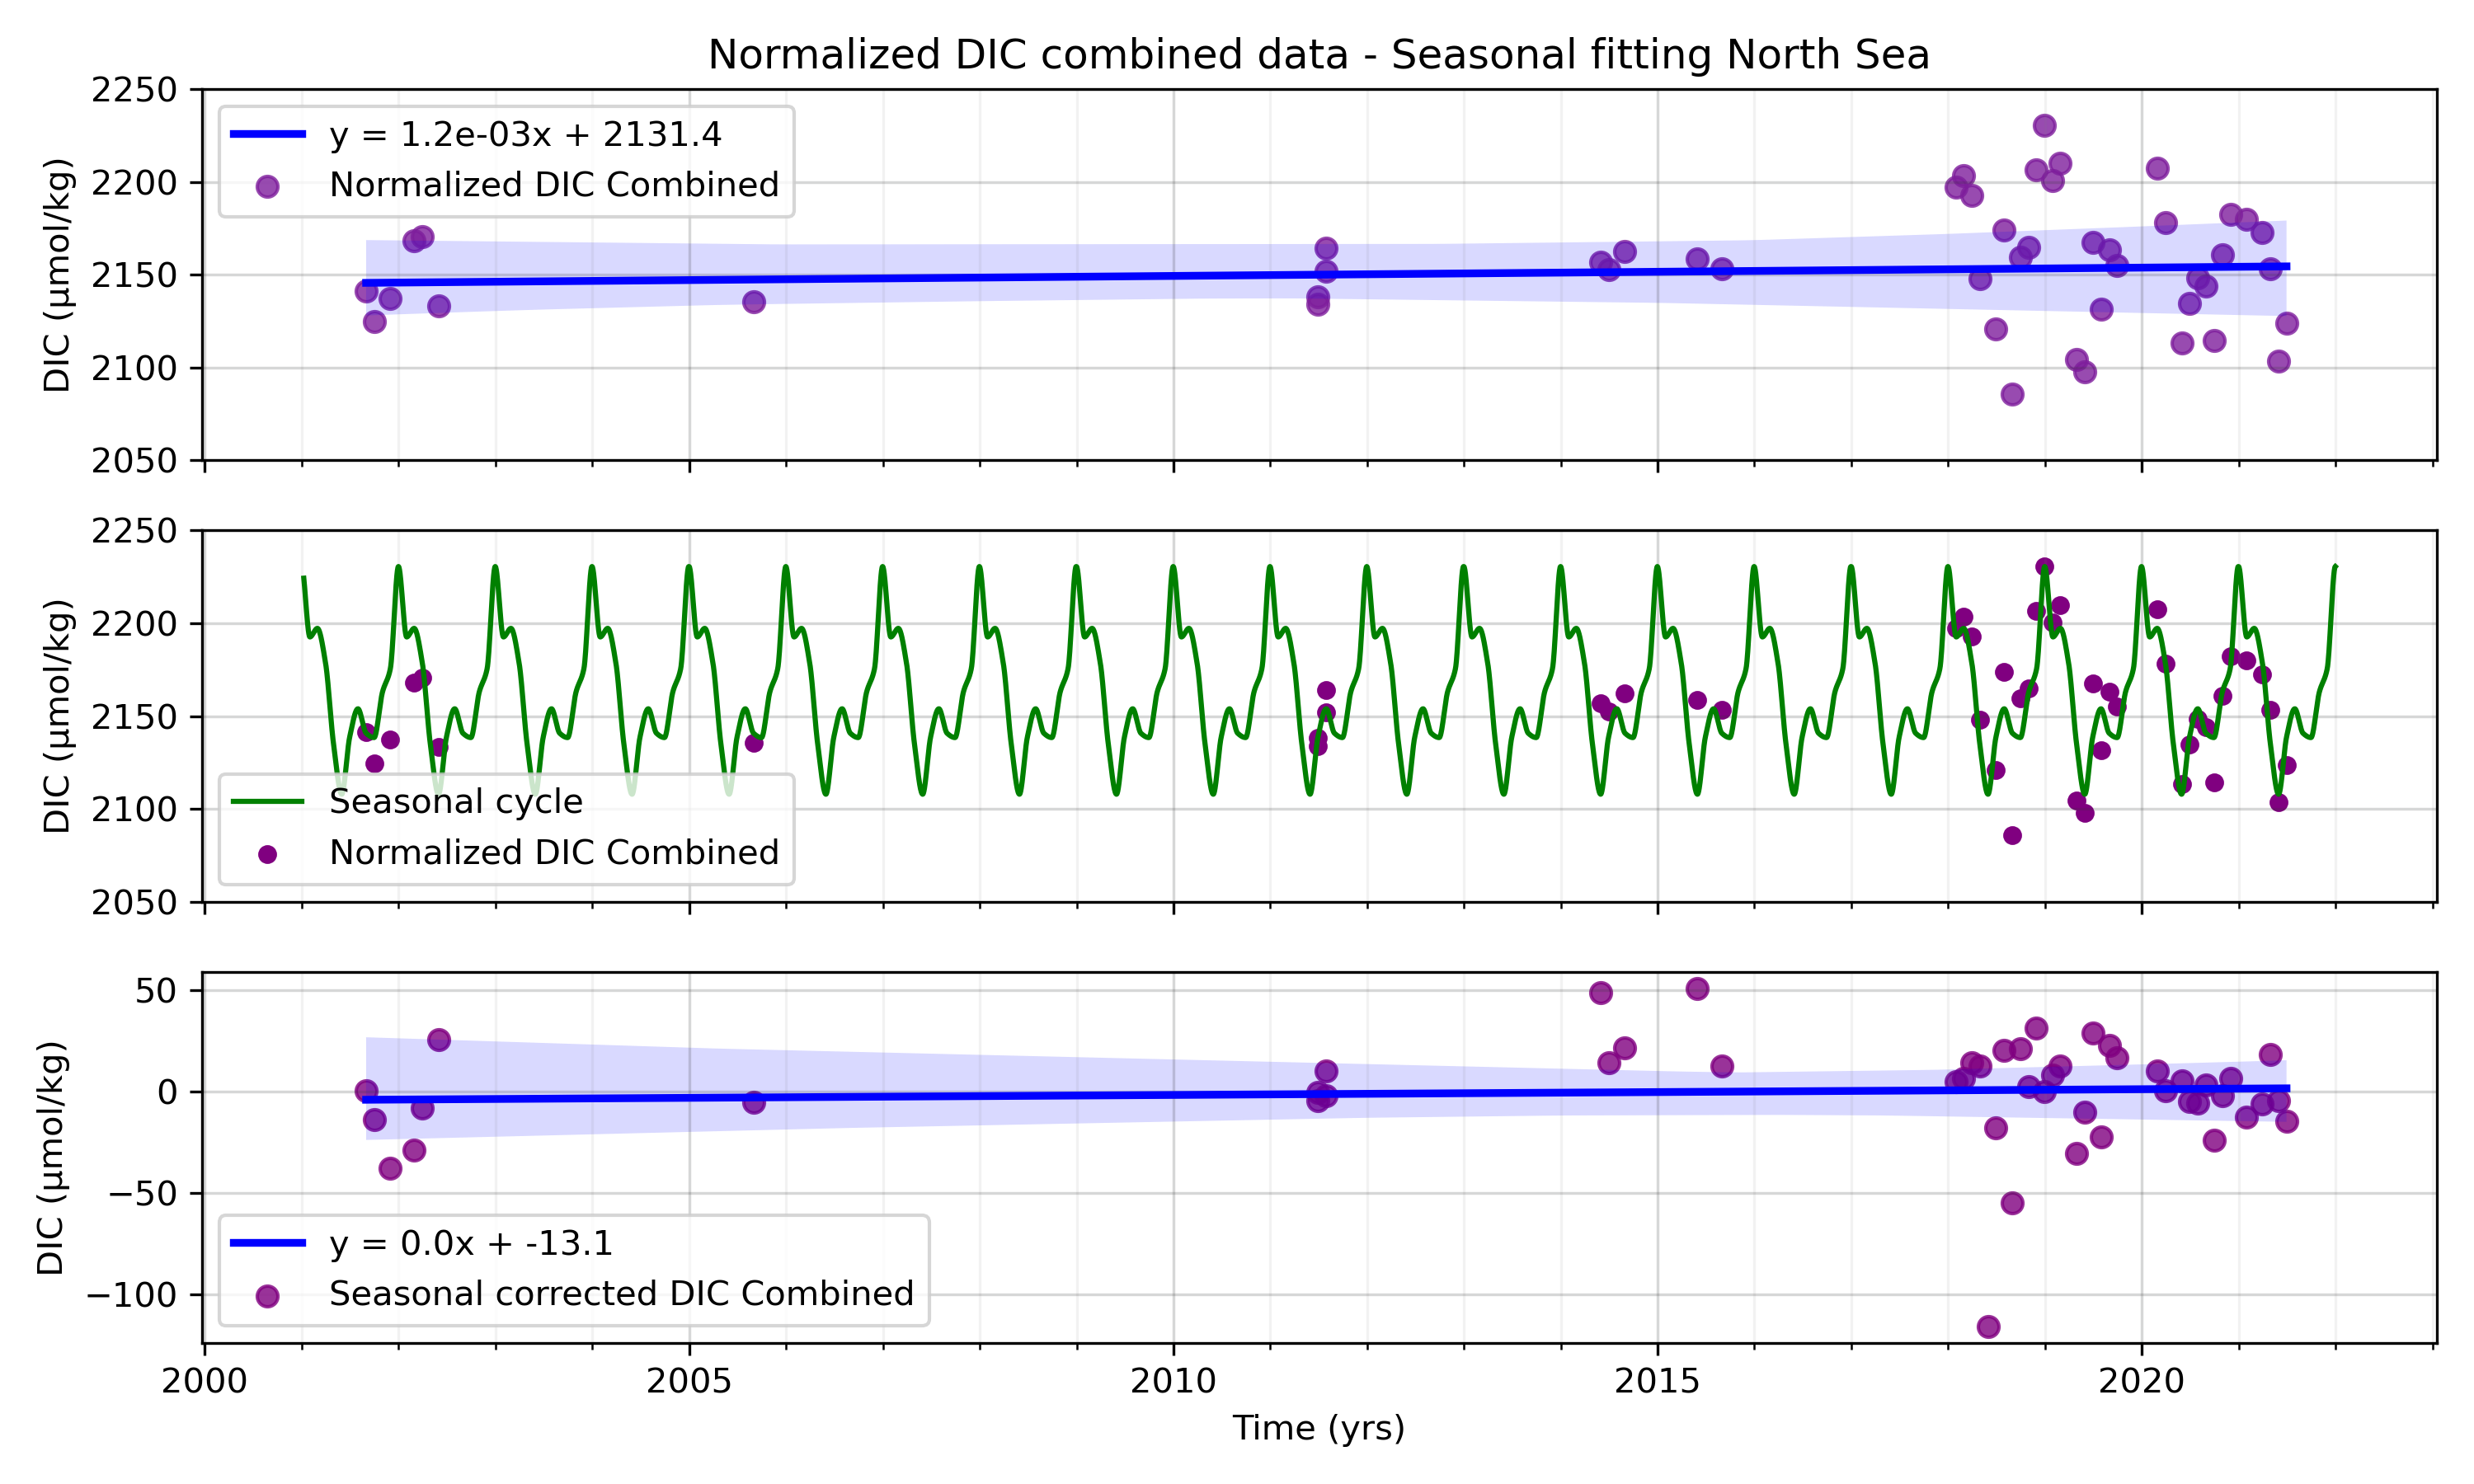 Normalized DIC combined data - Seasonal fitting North Sea
2250
2200
2150
2100
2050
DIC (µmol/kg)
y = 1.2e-03x + 2131.4
Normalized DIC Combined
2250
2200
2150
2100
2050
DIC (µmol/kg)
Seasonal cycle
Normalized DIC Combined
50
0
−50
−100
DIC (µmol/kg)
y = 0.0x + -13.1
Seasonal corrected DIC Combined
2000 2005 2010 2015 2020
Time (yrs)